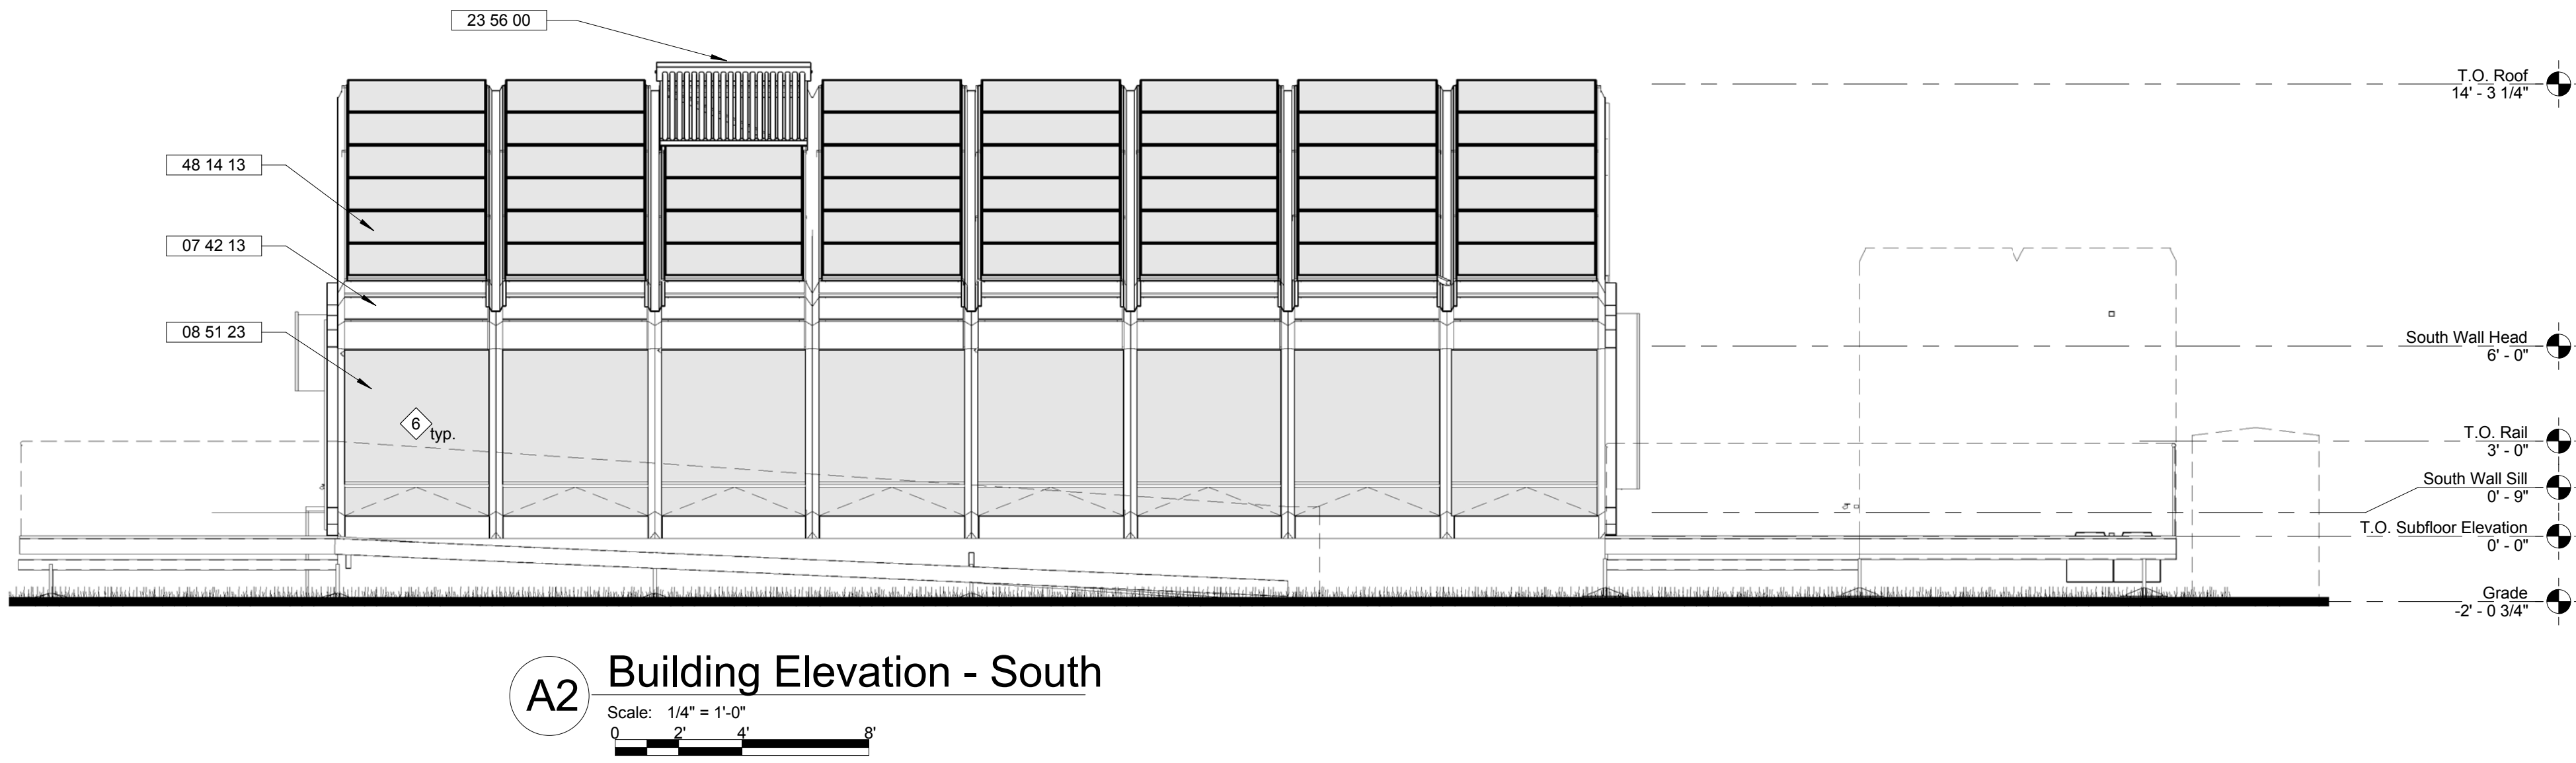 23 56 00
T.O. Roof
14' - 3 1/4"
48 14 13
07 42 13
08 51 23
South Wall Head
6' - 0"
6
typ.
T.O. Rail
3' - 0"
South Wall Sill
0' - 9"
T.O. Subfloor Elevation
0' - 0"
Grade
-2' - 0 3/4"
A2
Building Elevation - South
Scale: 1/4" = 1'-0"
0 2' 4' 8'